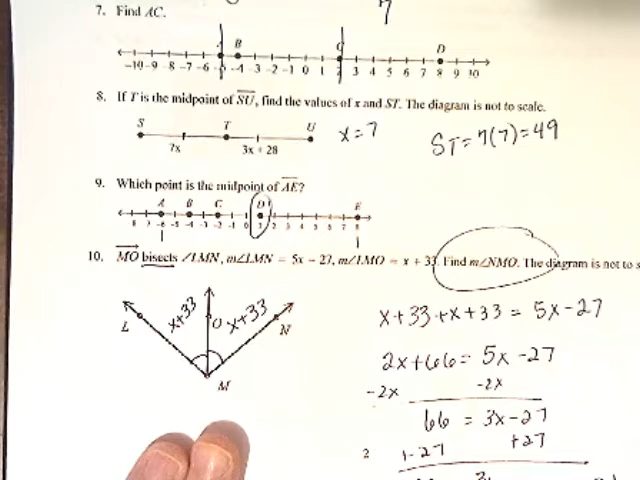 7
7. Find AC.
B C D
-10 -9 -8 -7 -6 -5 -4 -3 -2 -1 0 1 2 3 4 5 6 7 8 9 10
8. If T is the midpoint of SU, find the values of x and ST. The diagram is not to scale.
S T U x = 7 ST = 7(7) = 49
7x 3x + 28
9. Which point is the midpoint of AE?
A B C D E
10. MO bisects ∠LMN, m∠LMN = 5x − 27, m∠LMO = x + 33. Find m∠NMO. The diagram is not to s
x+33 x+33
L O N
M
x+33+x+33 = 5x-27
2x+66 = 5x-27
-2x -2x
66 = 3x-27
+27 +27
2